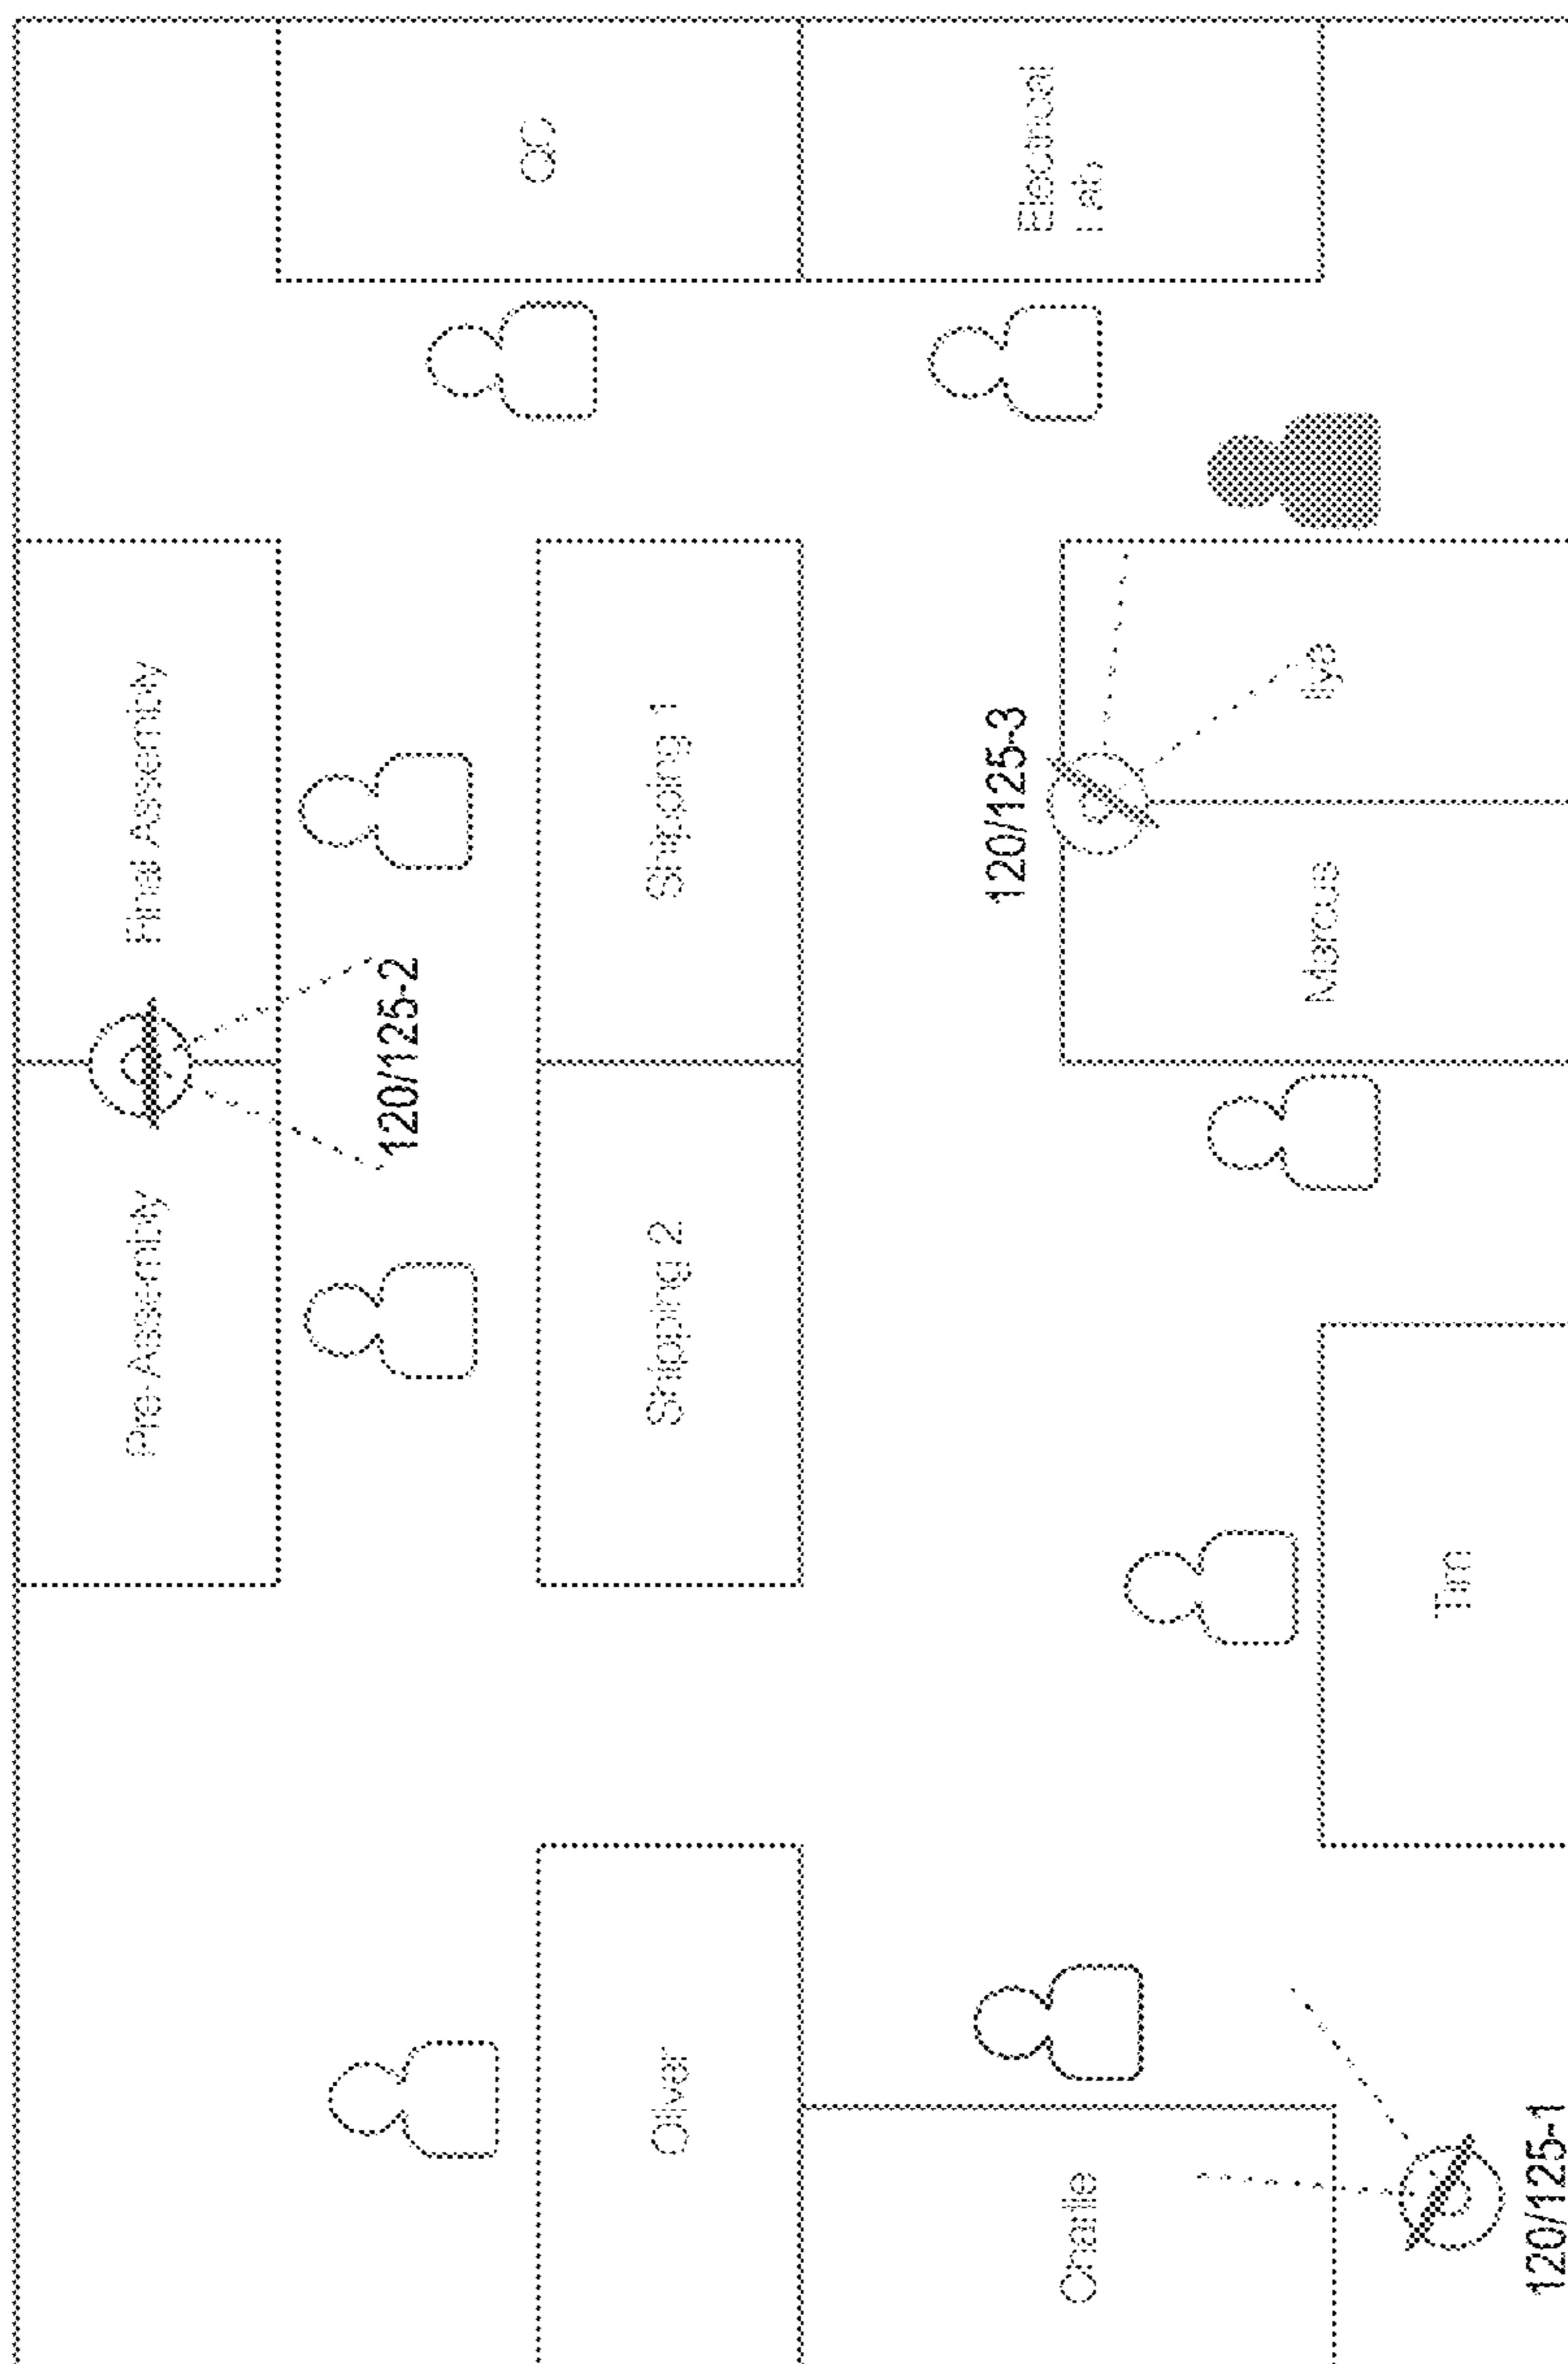 Pre-Assembly
Final Assembly
QC
120/125-2
Oliver
Shipping 2
Shipping 1
120/125-3
Electrical
Lab
Charlie
Marcus
Ilya
Tim
120/125-1